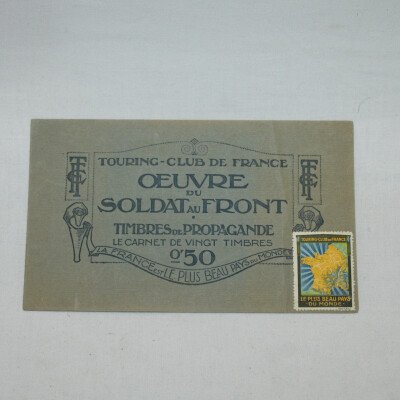 TOURING-CLUB DE FRANCE
TCF
TCF
OEUVRE
DU
SOLDAT AU FRONT
TIMBRES DE PROPAGANDE
LE CARNET DE VINGT TIMBRES
0F50
LA FRANCE EST LE PLUS BEAU PAYS DU MONDE
TOURING-CLUB DE FRANCE
LE PLUS BEAU PAYS
DU MONDE